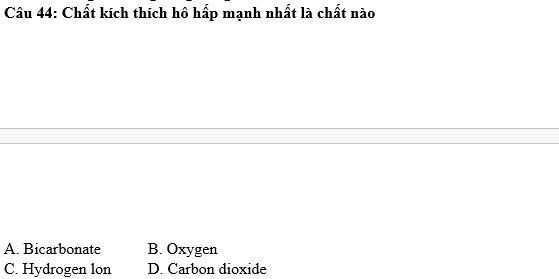 Câu 44: Chất kích thích hô hấp mạnh nhất là chất nào
A. Bicarbonate B. Oxygen
C. Hydrogen lon D. Carbon dioxide